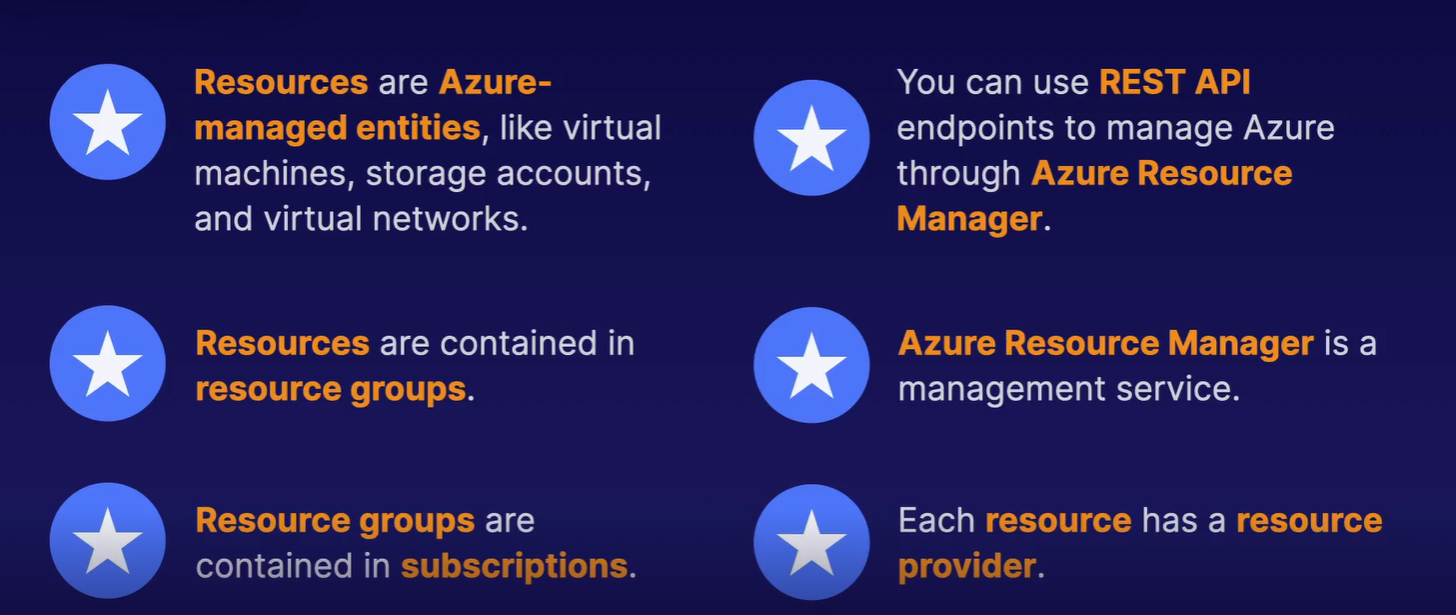 Resources are Azure-
managed entities, like virtual
machines, storage accounts,
and virtual networks.
Resources are contained in
resource groups.
Resource groups are
contained in subscriptions.
You can use REST API
endpoints to manage Azure
through Azure Resource
Manager.
Azure Resource Manager is a
management service.
Each resource has a resource
provider.